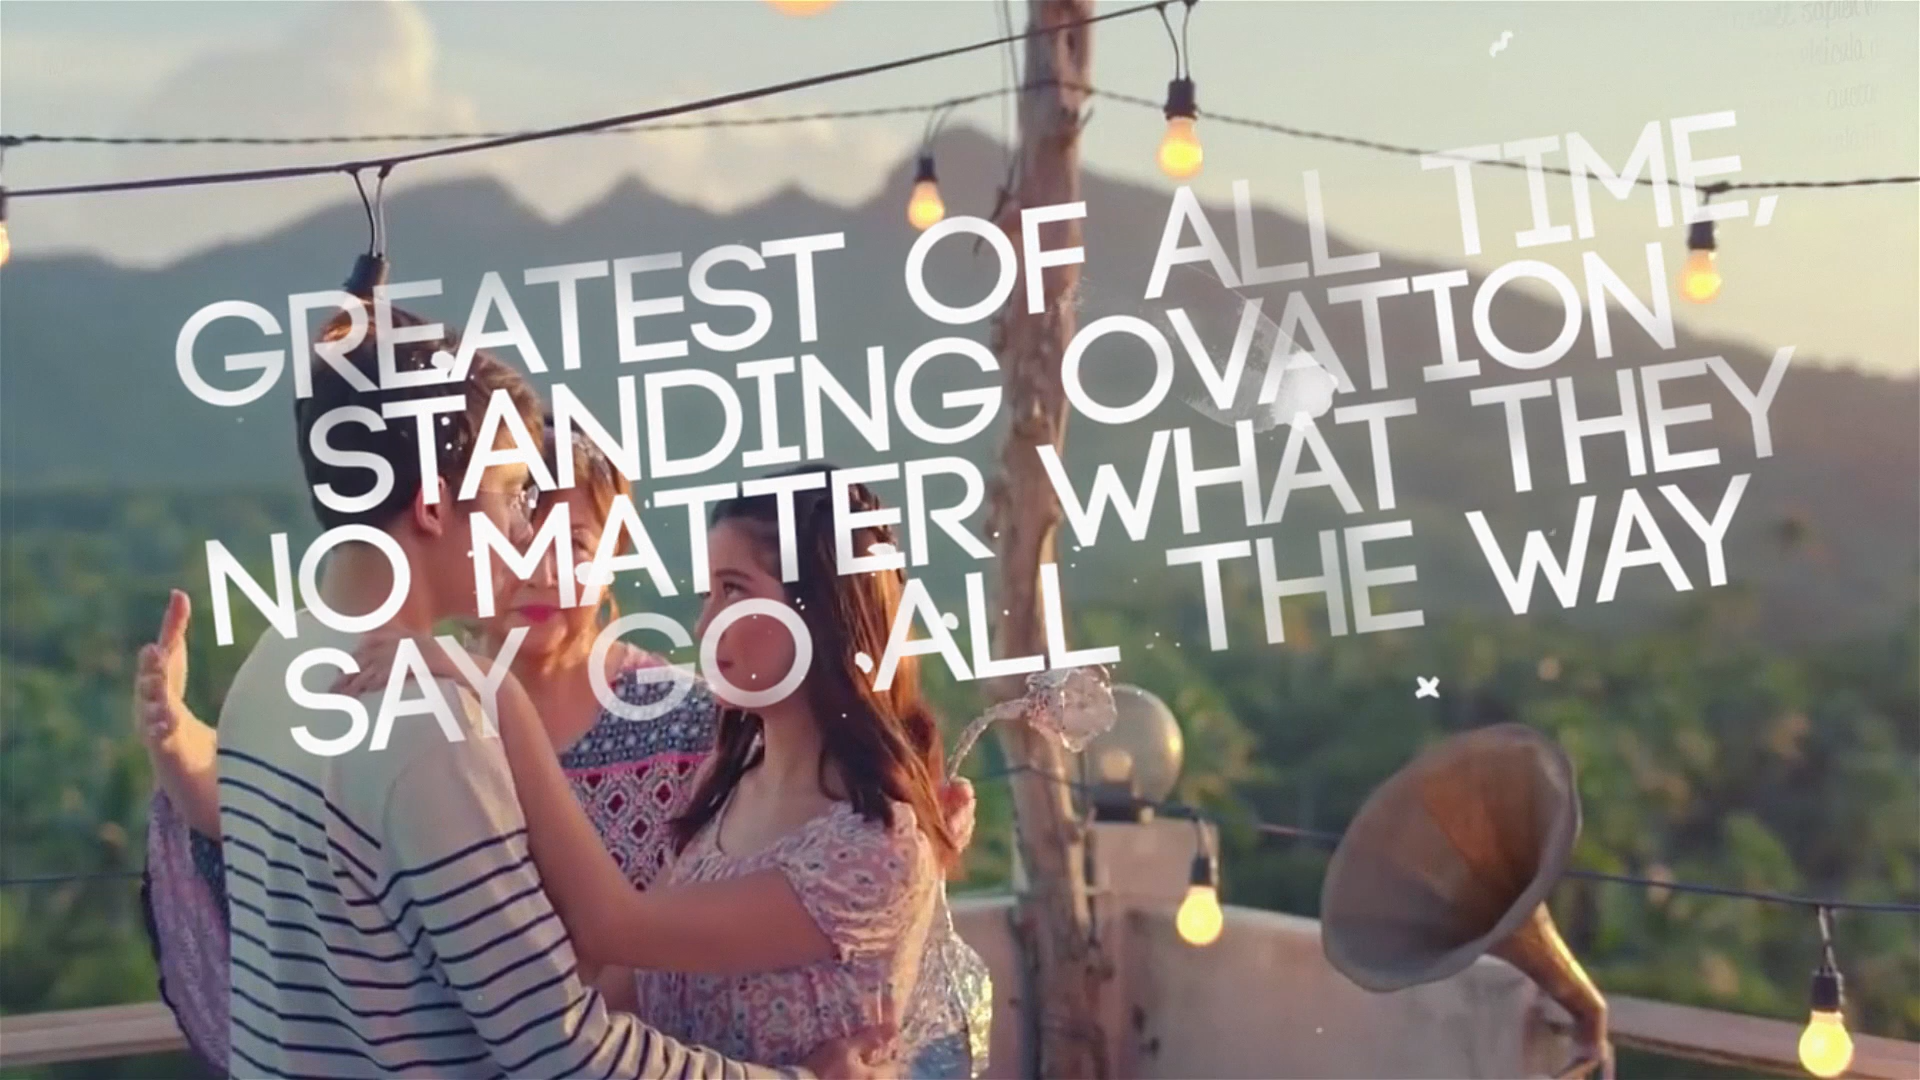 GREATEST OF ALL TIME,
STANDING OVATION
NO MATTER WHAT THEY
SAY GO ALL THE WAY